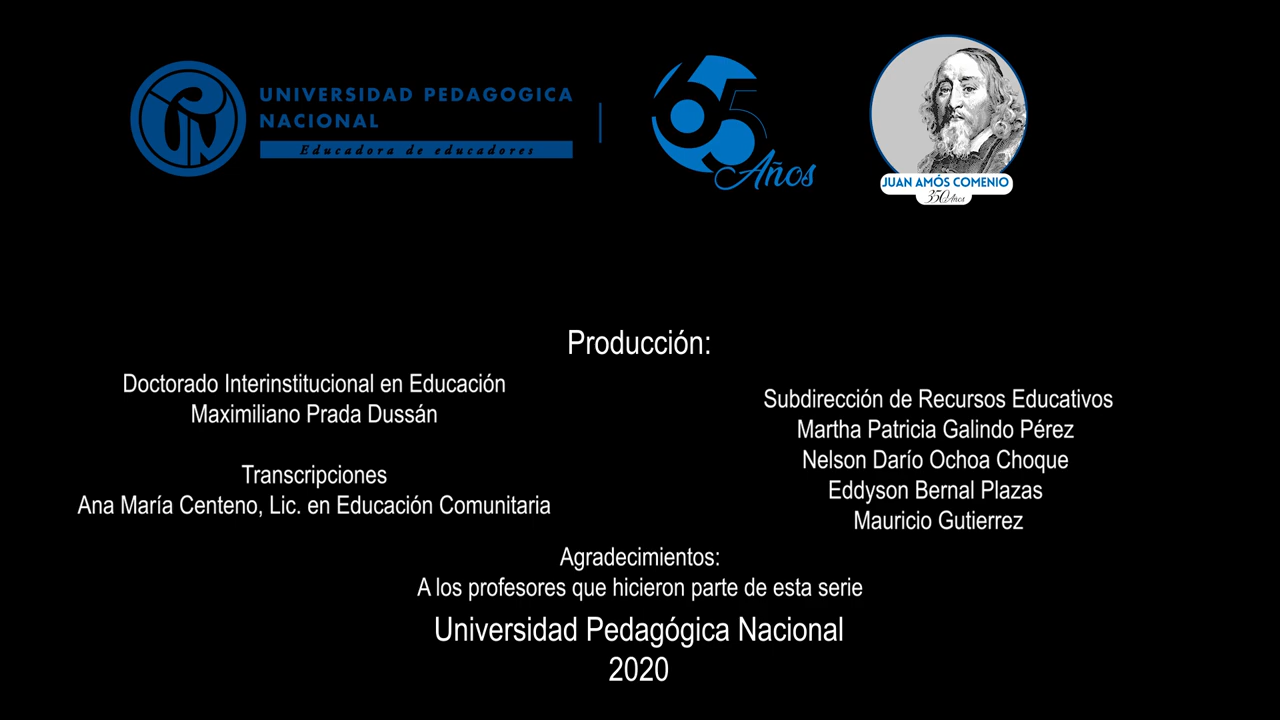 UNIVERSIDAD PEDAGOGICA
NACIONAL
Educadora de educadores
65
Años
JUAN AMÓS COMENIO
350 Años
Producción:
Doctorado Interinstitucional en Educación
Maximiliano Prada Dussán
Transcripciones
Ana María Centeno, Lic. en Educación Comunitaria
Subdirección de Recursos Educativos
Martha Patricia Galindo Pérez
Nelson Darío Ochoa Choque
Eddyson Bernal Plazas
Mauricio Gutierrez
Agradecimientos:
A los profesores que hicieron parte de esta serie
Universidad Pedagógica Nacional
2020